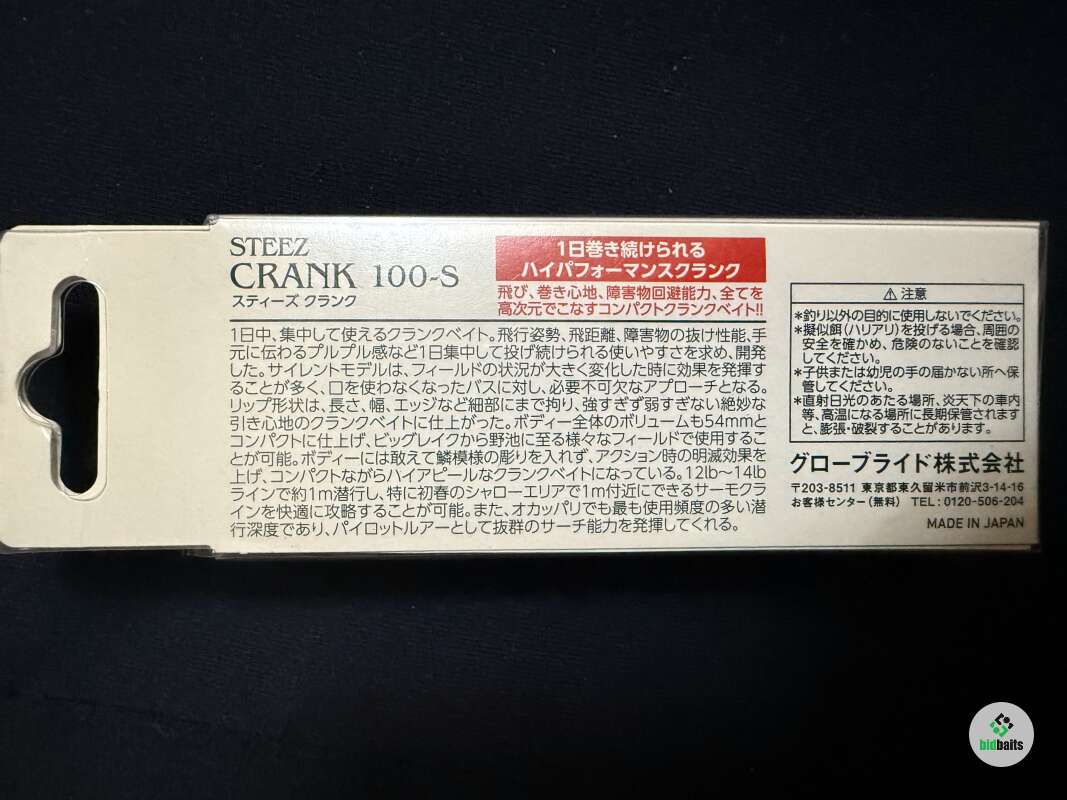 STEEZ
CRANK 100-S
スティーズ クランク
1日巻き続けられる
ハイパフォーマンスクランク
飛び、巻き心地、障害物回避能力、全てを
高次元でこなすコンパクトクランクベイト!!
1日中、集中して使えるクランクベイト。飛行姿勢、飛距離、障害物の抜け性能、手
元に伝わるプルプル感など1日集中して投げ続けられる使いやすさを求め、開発
した。サイレントモデルは、フィールドの状況が大きく変化した時に効果を発揮す
ることが多く、口を使わなくなったバスに対し、必要不可欠なアプローチとなる。
リップ形状は、長さ、幅、エッジなど細部にまで拘り、強すぎず弱すぎない絶妙な
引き心地のクランクベイトに仕上がった。ボディー全体のボリュームも54mmと
コンパクトに仕上げ、ビッグレイクから野池に至る様々なフィールドで使用するこ
とが可能。ボディーには敢えて鱗模様の彫りを入れず、アクション時の明滅効果を
上げ、コンパクトながらハイアピールなクランクベイトになっている。12lb〜14lb
ラインで約1m潜行し、特に初春のシャローエリアで1m付近にできるサーモクラ
インを快適に攻略することが可能。また、オカッパリでも最も使用頻度の多い潜
行深度であり、パイロットルアーとして抜群のサーチ能力を発揮してくれる。
⚠注意
*釣り以外の目的に使用しないでください。
*擬似餌(ハリアリ)を投げる場合、周囲の
安全を確かめ、危険のないことを確認
してください。
*子供または幼児の手の届かない所へ保
管してください。
*直射日光のあたる場所、炎天下の車内
等、高温になる場所に長期保管されます
と、膨張・破裂することがあります。
グローブライド株式会社
〒203-8511 東京都東久留米市前沢3-14-16
お客様センター(無料) TEL:0120-506-204
MADE IN JAPAN
bidbaits